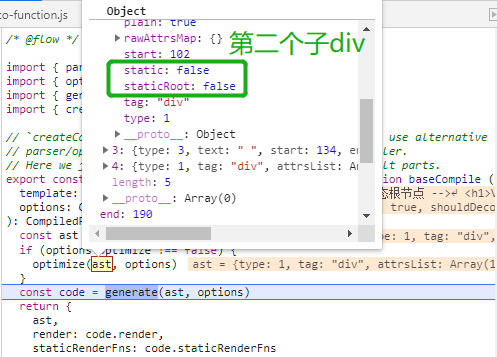 to-function.js
Object
/* @flow */
plain: true
▶ rawAttrsMap: {}
start: 102
第二个子div
import { par
static: false
import { opt
staticRoot: false
import { gen
tag: "div"
import { cre
type: 1
▶ __proto__: Object
// `createCo
use alternative
▶ 3: {type: 3, text: " ", start: 134, en
// parser/op
ler.
▶ 4: {type: 1, tag: "div", attrsList: Ar
// Here we j
lt parts.
length: 5
export const
tion baseCompile (
▶ __proto__: Array(0)
template:
态根节点 -->↵ <h1>V
end: 190
options: C
true, shouldDeco
): CompiledR
const ast
1, tag: "div",
if (options.optimize !== false) {
optimize(ast, options) ast = {type: 1, tag: "div", attrsList: Array(1
}
const code = generate(ast, options)
return {
ast,
render: code.render,
staticRenderFns: code.staticRenderFns